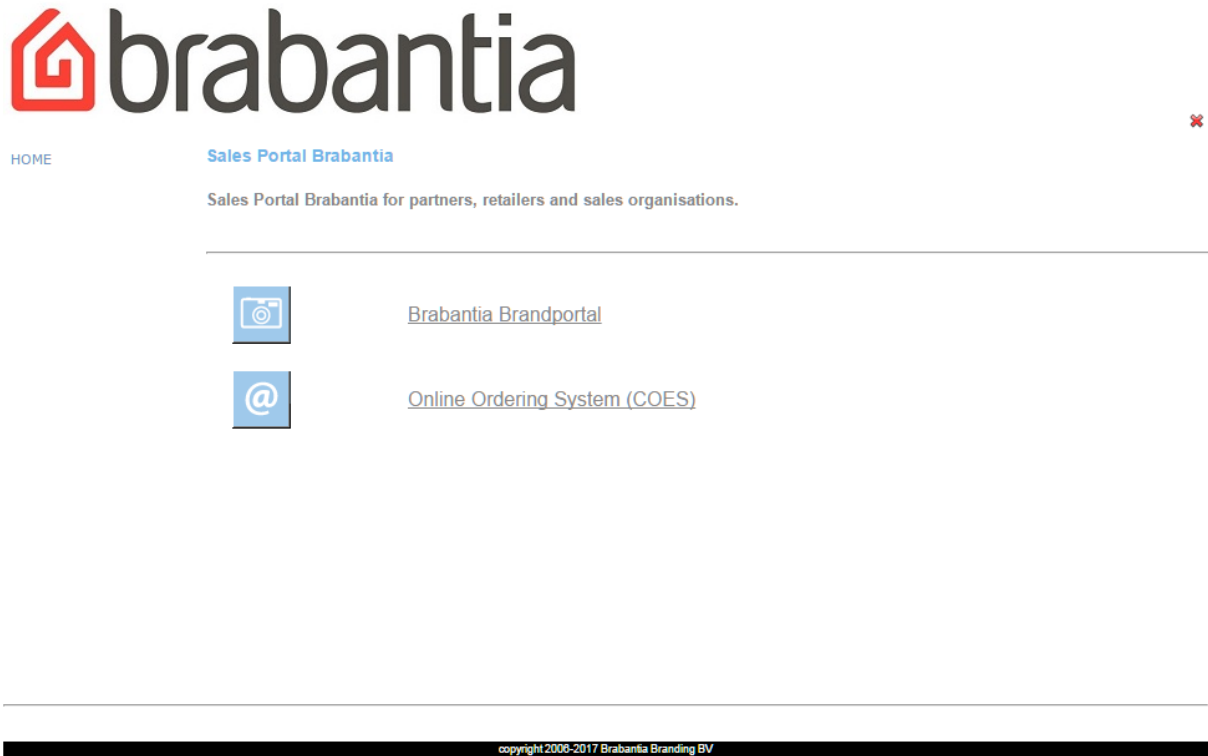 brabantia
HOME
Sales Portal Brabantia
Sales Portal Brabantia for partners, retailers and sales organisations.
Brabantia Brandportal
@
Online Ordering System (COES)
copyright 2006-2017 Brabantia Branding BV